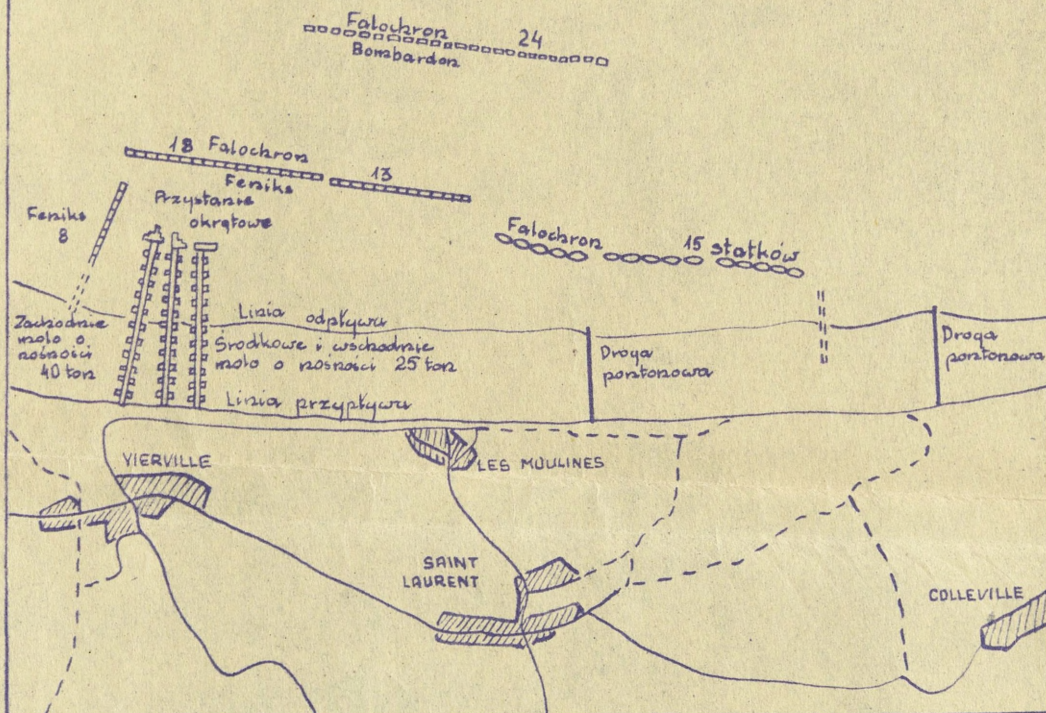 Falochron 24
Bombardon
18 Falochron
Feniks
13
Feniks
8
Przystanie
okrętowe
Falochron 15 statków
Linia odpływu
Zachodnie
molo o
nośności
40 ton
Środkowe i wschodnie
molo o nośności 25 ton
Linia przypływu
Droga
pontonowa
Droga
pontonowa
VIERVILLE
LES MOULINES
SAINT
LAURENT
COLLEVILLE